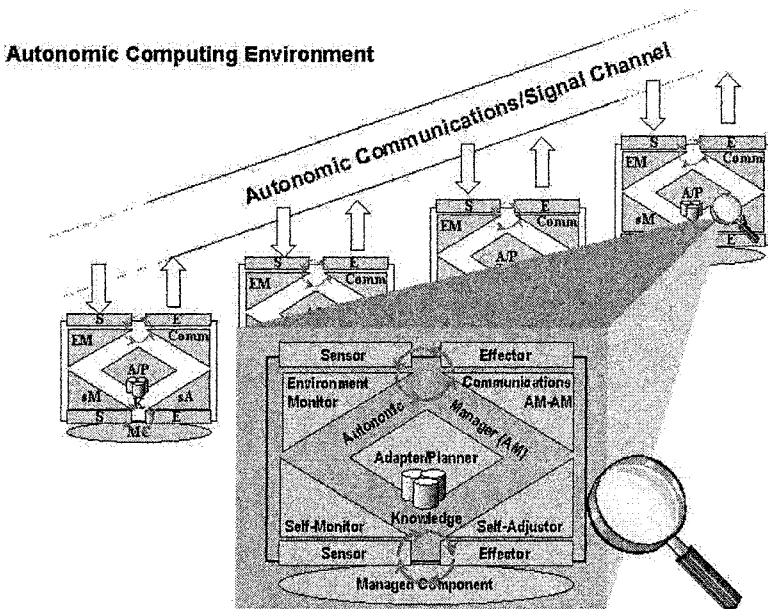 Autonomic Computing Environment
Autonomic Communications/Signal Channel
S E
EM Comm
A/P
sM A
E
S E
EM Comm
A/P
S E
EM Comm
S E
EM Comm
A/P
K
sM sA
S E
MC
Sensor Effector
Environment Communications
Monitor AM-AM
Autonomic Manager (AM)
Adapter/Planner
Knowledge
Self-Monitor Self-Adjustor
Sensor Effector
Managed Component